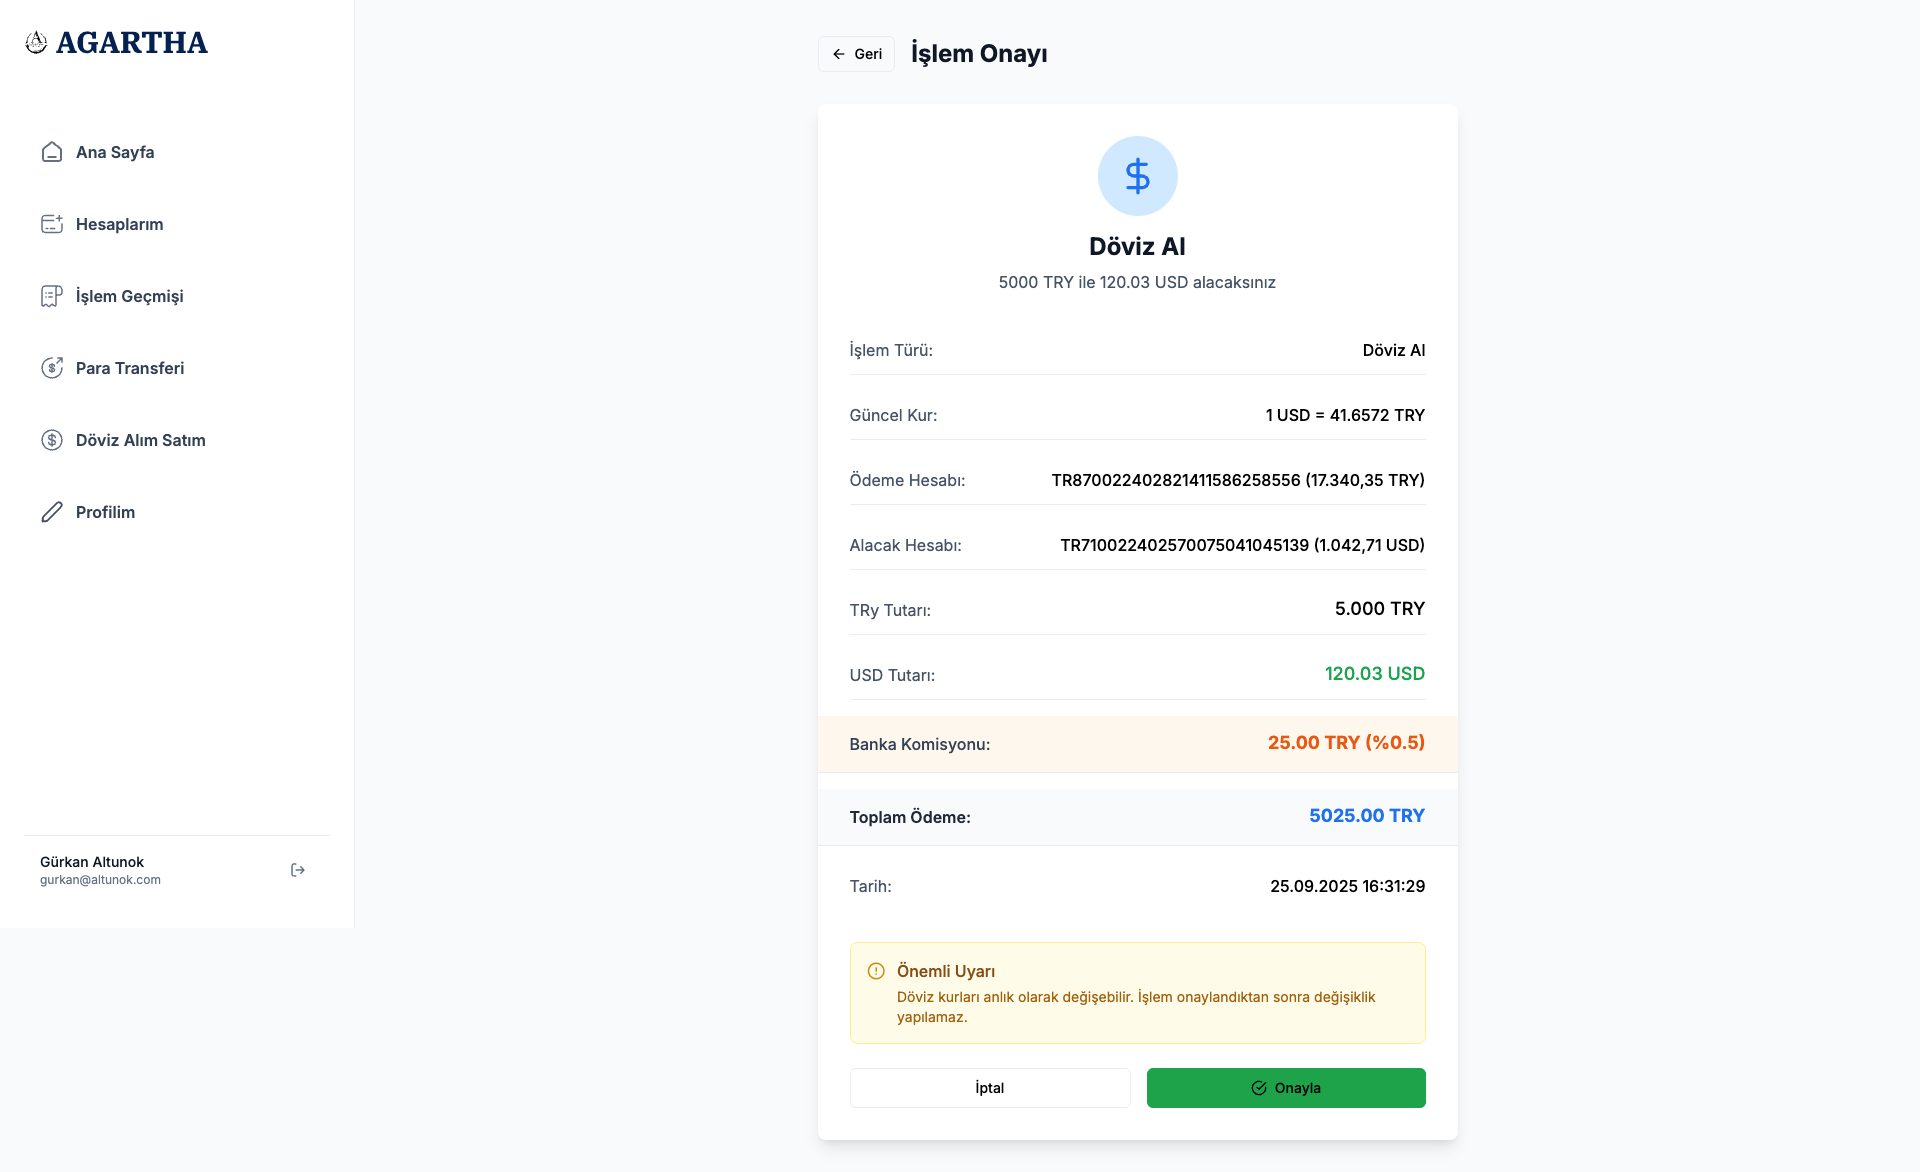 AGARTHA
Ana Sayfa
Hesaplarım
İşlem Geçmişi
Para Transferi
Döviz Alım Satım
Profilim
Gürkan Altunok
gurkan@altunok.com
Geri
İşlem Onayı
Döviz Al
5000 TRY ile 120.03 USD alacaksınız
İşlem Türü: Döviz Al
Güncel Kur: 1 USD = 41.6572 TRY
Ödeme Hesabı: TR870022402821411586258556 (17.340,35 TRY)
Alacak Hesabı: TR710022402570075041045139 (1.042,71 USD)
TRy Tutarı: 5.000 TRY
USD Tutarı: 120.03 USD
Banka Komisyonu: 25.00 TRY (%0.5)
Toplam Ödeme: 5025.00 TRY
Tarih: 25.09.2025 16:31:29
Önemli Uyarı
Döviz kurları anlık olarak değişebilir. İşlem onaylandıktan sonra değişiklik
yapılamaz.
İptal
Onayla